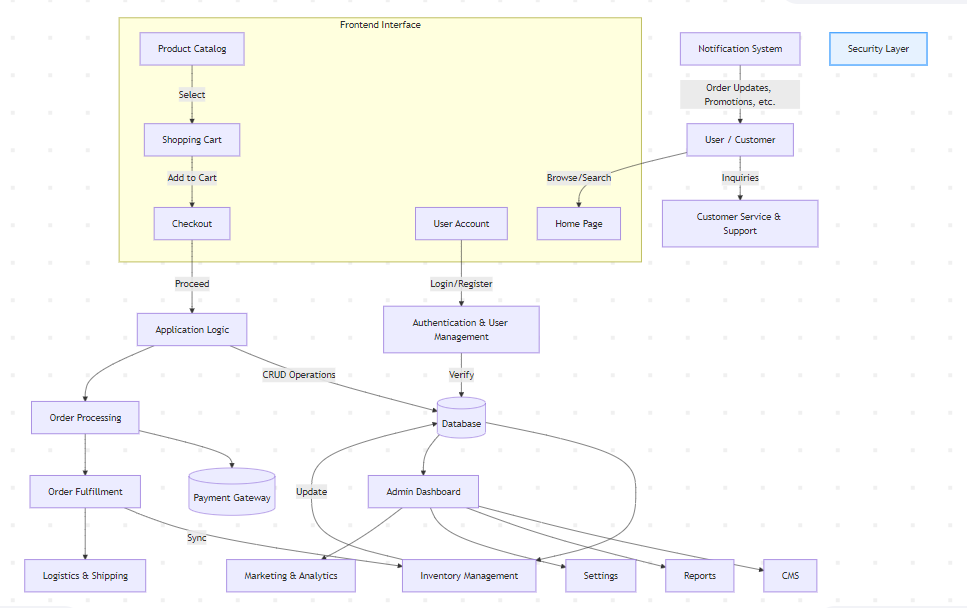 Frontend Interface
Product Catalog
Notification System
Security Layer
Select
Order Updates,
Promotions, etc.
Shopping Cart
User / Customer
Add to Cart
Browse/Search
Inquiries
Checkout
User Account
Home Page
Customer Service &
Support
Proceed
Login/Register
Application Logic
Authentication & User
Management
CRUD Operations
Verify
Order Processing
Database
Order Fulfillment
Payment Gateway
Update
Admin Dashboard
Sync
Logistics & Shipping
Marketing & Analytics
Inventory Management
Settings
Reports
CMS